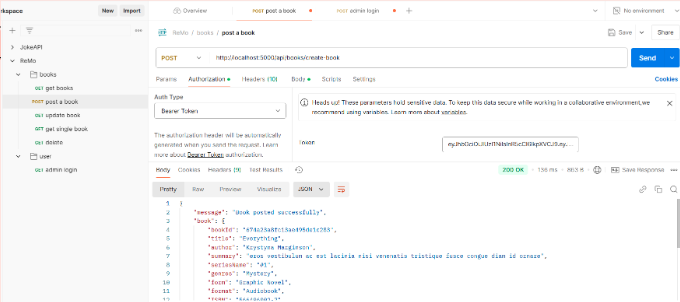 rkspace
New
Import
JokeAPI
ReMo
books
GET get books
POST post a book
PUT update book
GET get single book
DEL delete
user
GET admin login
Overview
POST post a book
POST admin login
No environment
ReMo / books / post a book
Save
Share
POST
http://localhost:5000/api/books/create-book
Send
Params Authorization Headers (10) Body Scripts Settings
Cookies
Auth Type
Bearer Token
The authorization header will be automatically
generated when you send the request. Learn
more about Bearer Token authorization.
Heads up! These parameters hold sensitive data. To keep this data secure while working in a collaborative environment, we
recommend using variables. Learn more about variables.
Token
Body Cookies Headers (9) Test Results
200 OK
136 ms
803 B
Save Response
Pretty Raw Preview Visualize JSON
1 {
2 "message": "Book posted successfully",
3 "book": {
4 "bookId":
5 "title": "Everything",
6 "author": "Krystyna Marginson",
7 "summary": "eros vestibulum ac est lacinia nisi venenatis tristique fusce congue diam id ornare",
8 "seriesName": "#1",
9 "genres": "Mystery",
10 "form": "Graphic Novel",
11 "format": "Audiobook",
12 "ISBN":